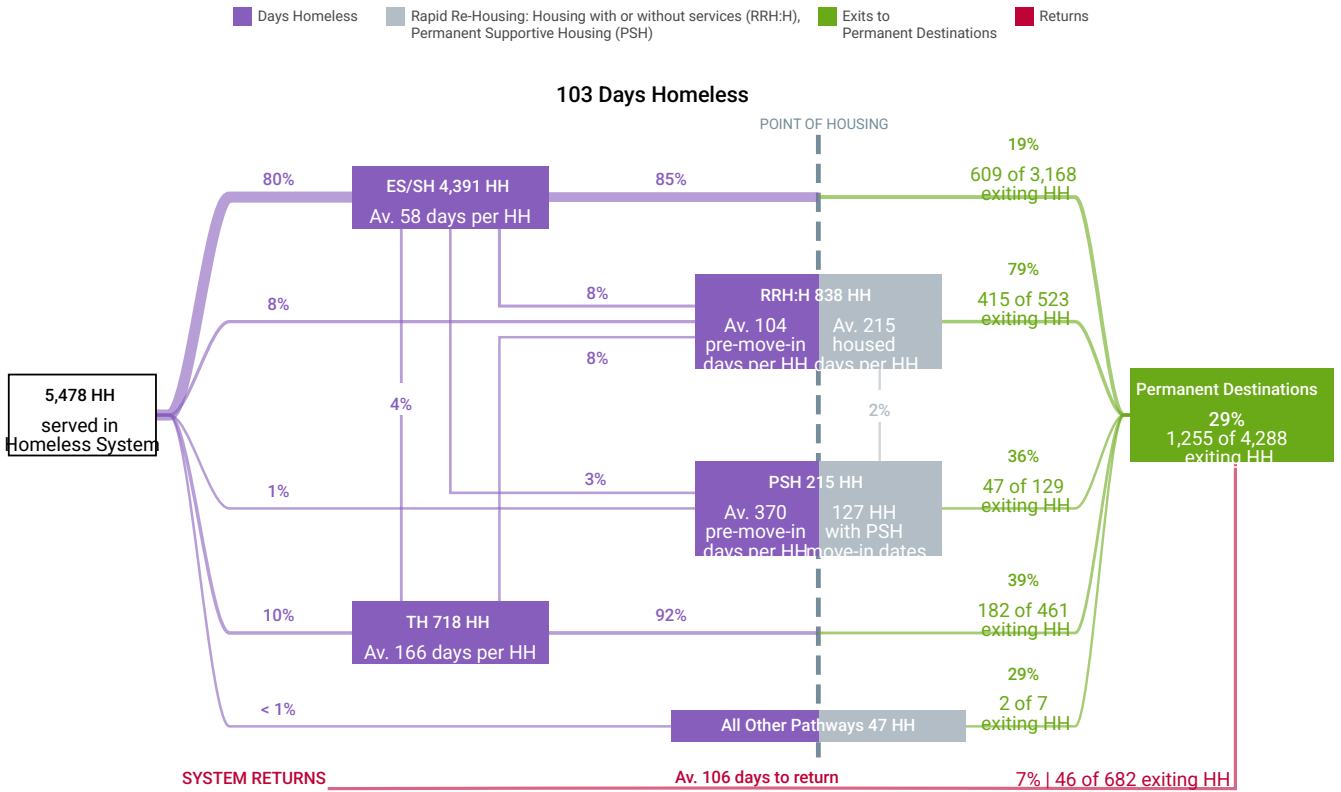 Days Homeless
Rapid Re-Housing: Housing with or without services (RRH:H),
Permanent Supportive Housing (PSH)
Exits to
Permanent Destinations
Returns
103 Days Homeless
POINT OF HOUSING
80%
ES/SH 4,391 HH
Av. 58 days per HH
85%
19%
609 of 3,168
exiting HH
8%
8%
8%
RRH:H 838 HH
Av. 104
pre-move-in
days per HH
Av. 215
housed
days per HH
79%
415 of 523
exiting HH
5,478 HH
served in
Homeless System
4%
2%
Permanent Destinations
29%
1,255 of 4,288
exiting HH
1%
3%
PSH 215 HH
Av. 370
pre-move-in
days per HH
127 HH
with PSH
move-in dates
36%
47 of 129
exiting HH
10%
TH 718 HH
Av. 166 days per HH
92%
39%
182 of 461
exiting HH
< 1%
All Other Pathways 47 HH
29%
2 of 7
exiting HH
SYSTEM RETURNS
Av. 106 days to return
7% | 46 of 682 exiting HH